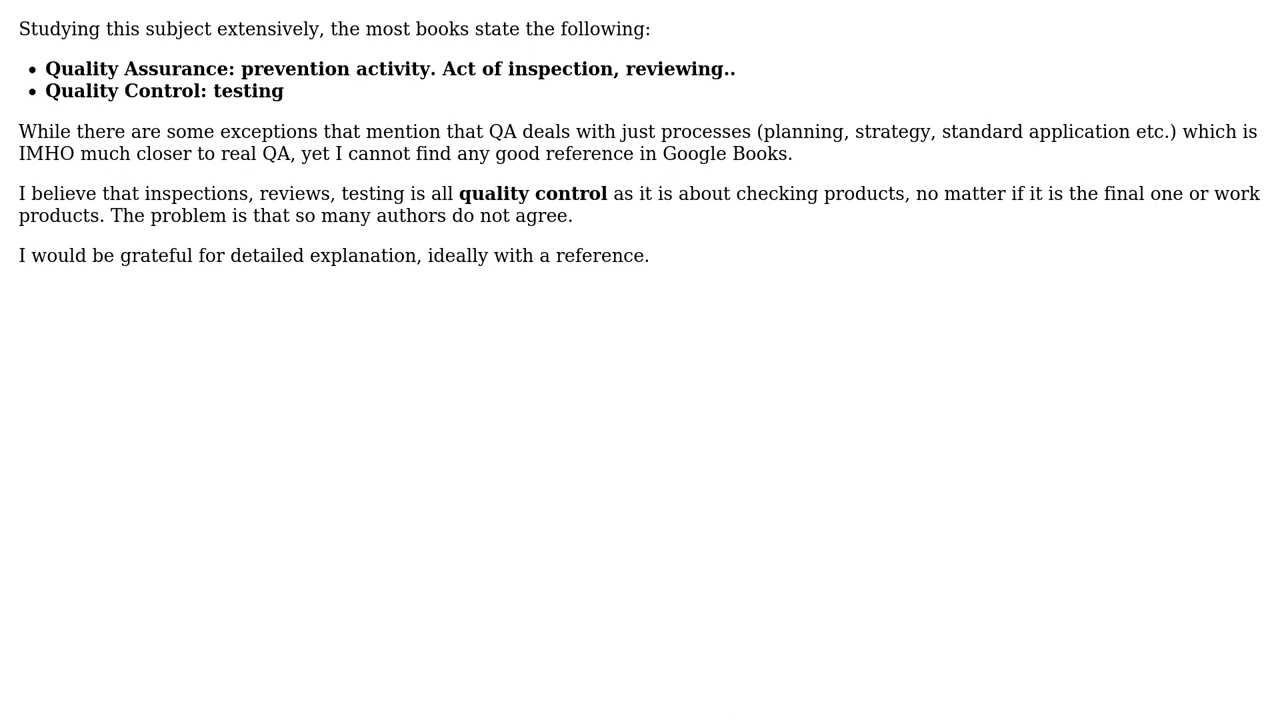 Studying this subject extensively, the most books state the following:
• Quality Assurance: prevention activity. Act of inspection, reviewing..
• Quality Control: testing
While there are some exceptions that mention that QA deals with just processes (planning, strategy, standard application etc.) which is
IMHO much closer to real QA, yet I cannot find any good reference in Google Books.
I believe that inspections, reviews, testing is all quality control as it is about checking products, no matter if it is the final one or work
products. The problem is that so many authors do not agree.
I would be grateful for detailed explanation, ideally with a reference.